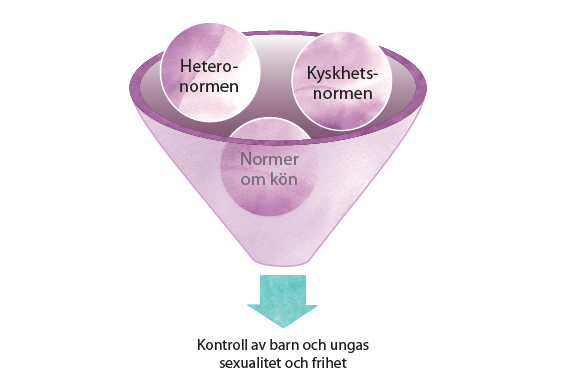 Hetero-
normen
Kyskhets-
normen
Normer
om kön
Kontroll av barn och ungas
sexualitet och frihet